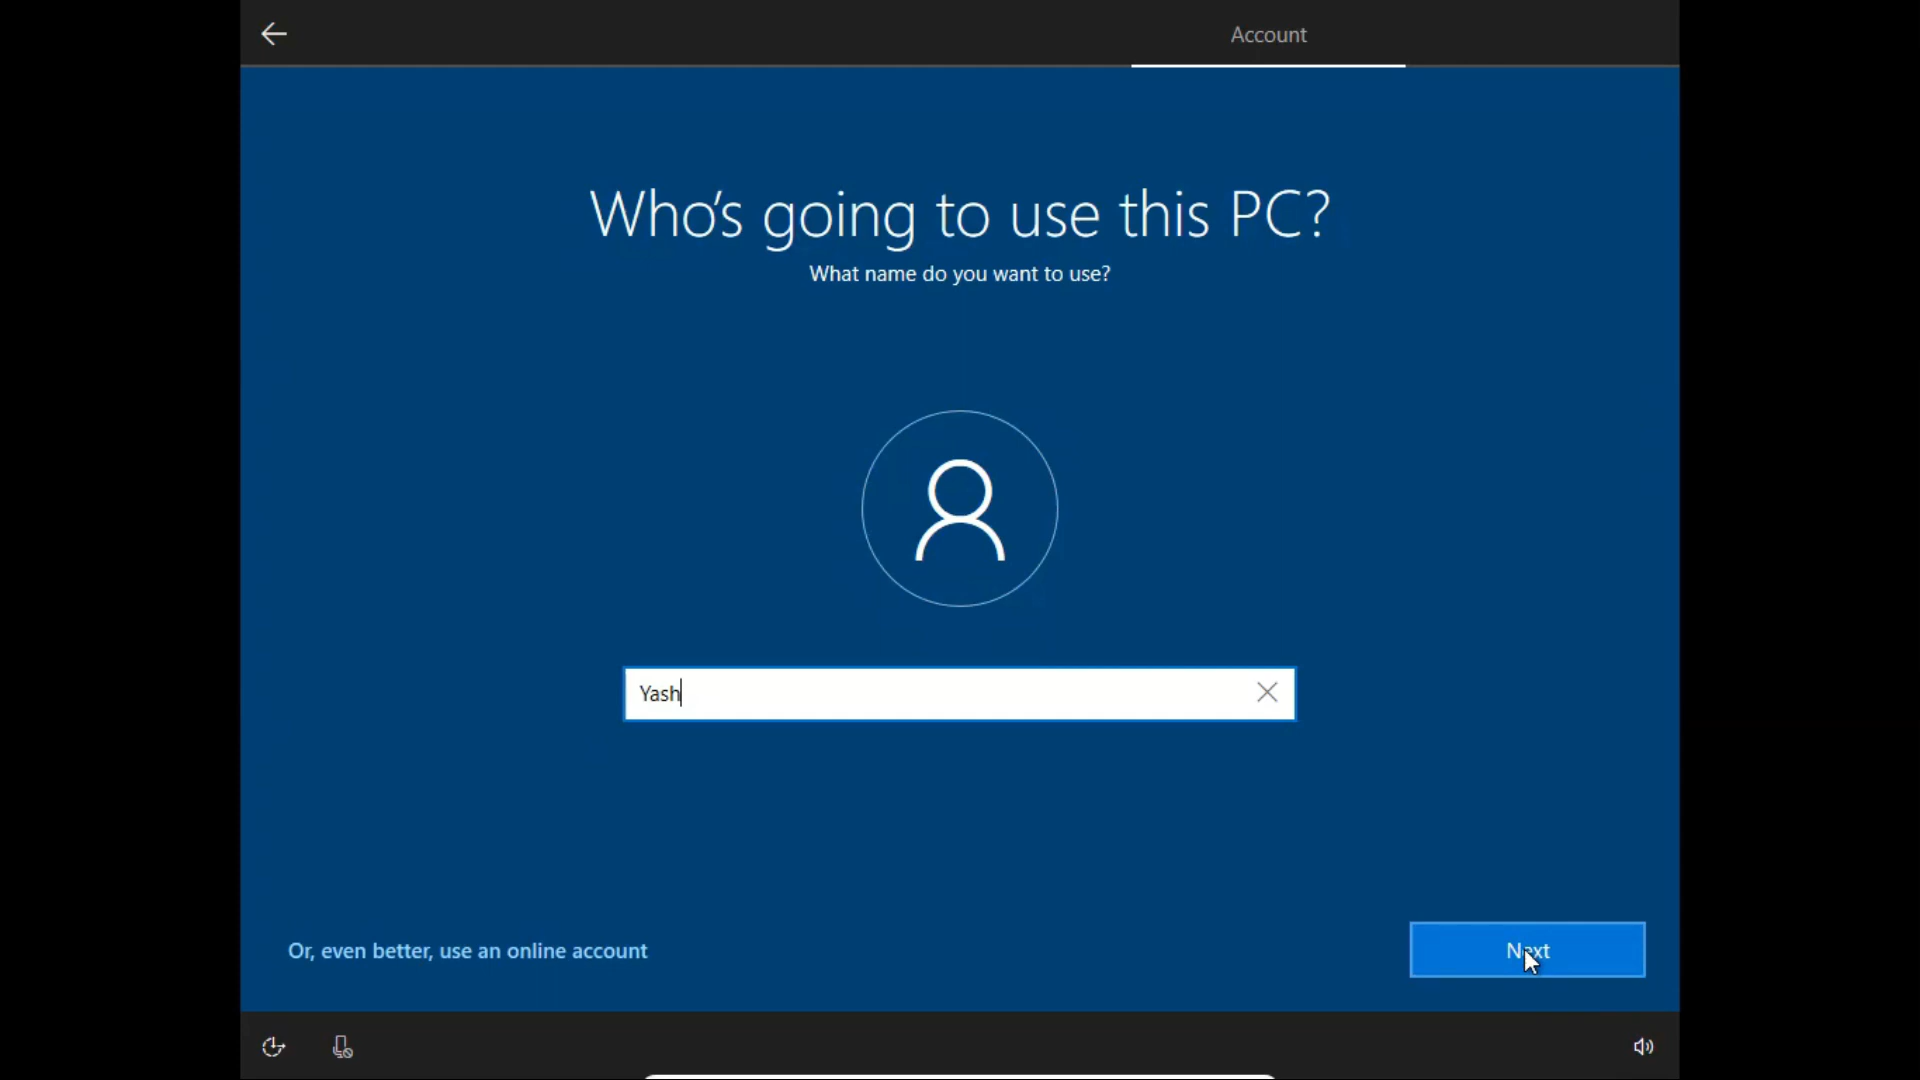 Account
Who's going to use this PC?
What name do you want to use?
Yash
Or, even better, use an online account
Next